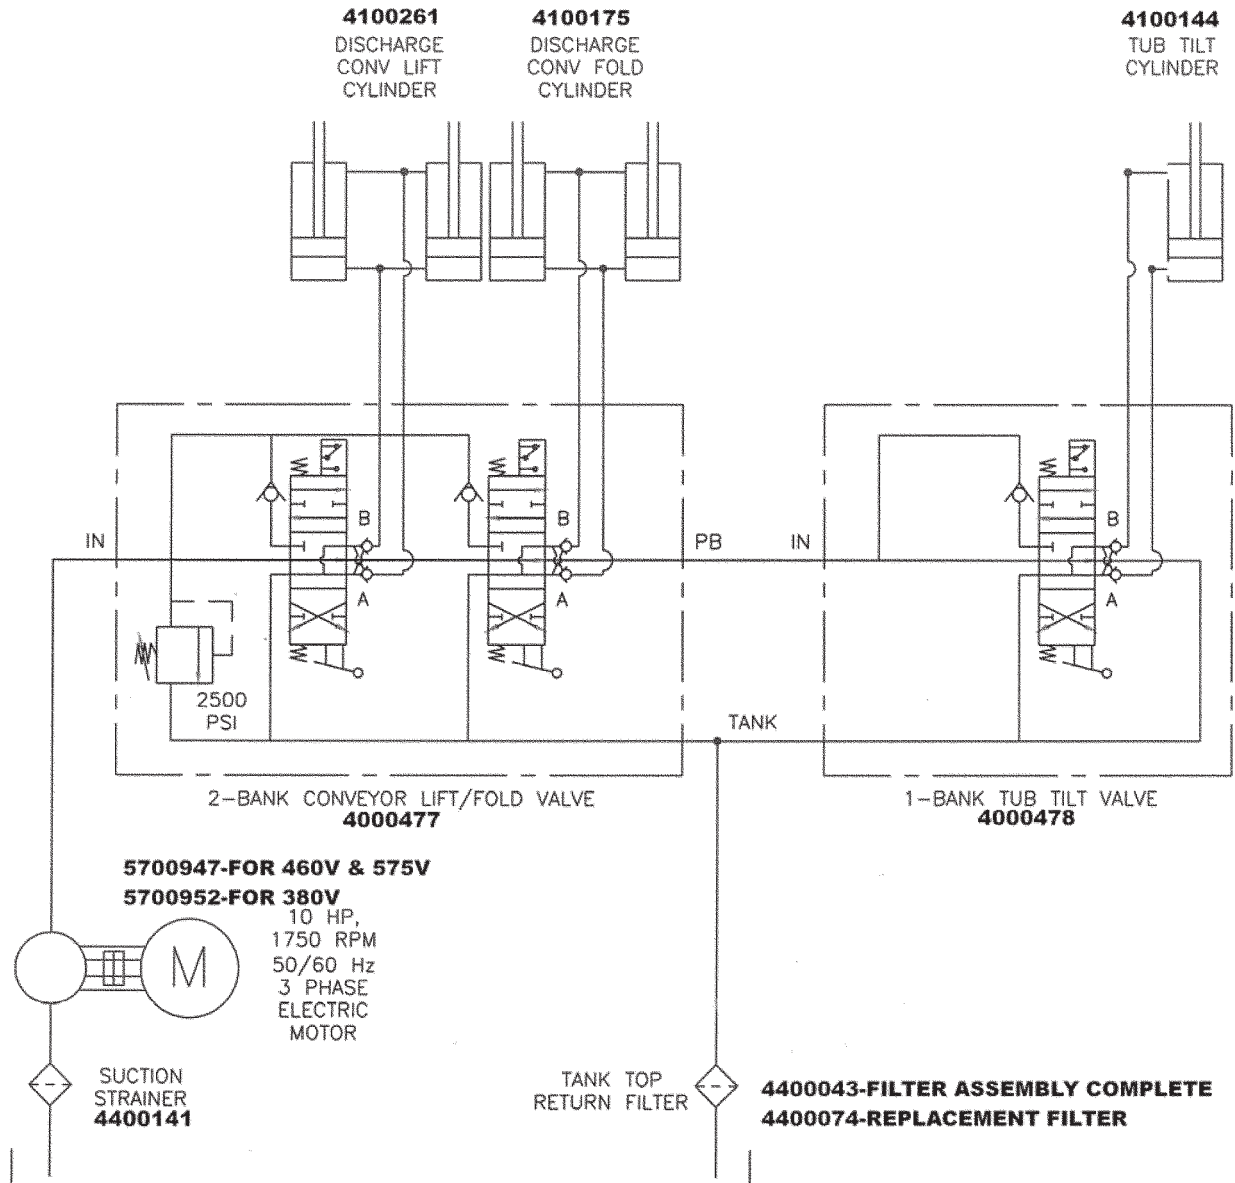 4100261
DISCHARGE
CONV LIFT
CYLINDER
4100175
DISCHARGE
CONV FOLD
CYLINDER
4100144
TUB TILT
CYLINDER
B
B
B
IN
PB
IN
A
A
A
2500
PSI
TANK
2-BANK CONVEYOR LIFT/FOLD VALVE
4000477
1-BANK TUB TILT VALVE
4000478
5700947-FOR 460V & 575V
5700952-FOR 380V
10 HP,
1750 RPM
50/60 Hz
3 PHASE
ELECTRIC
MOTOR
M
SUCTION
STRAINER
4400141
TANK TOP
RETURN FILTER
4400043-FILTER ASSEMBLY COMPLETE
4400074-REPLACEMENT FILTER